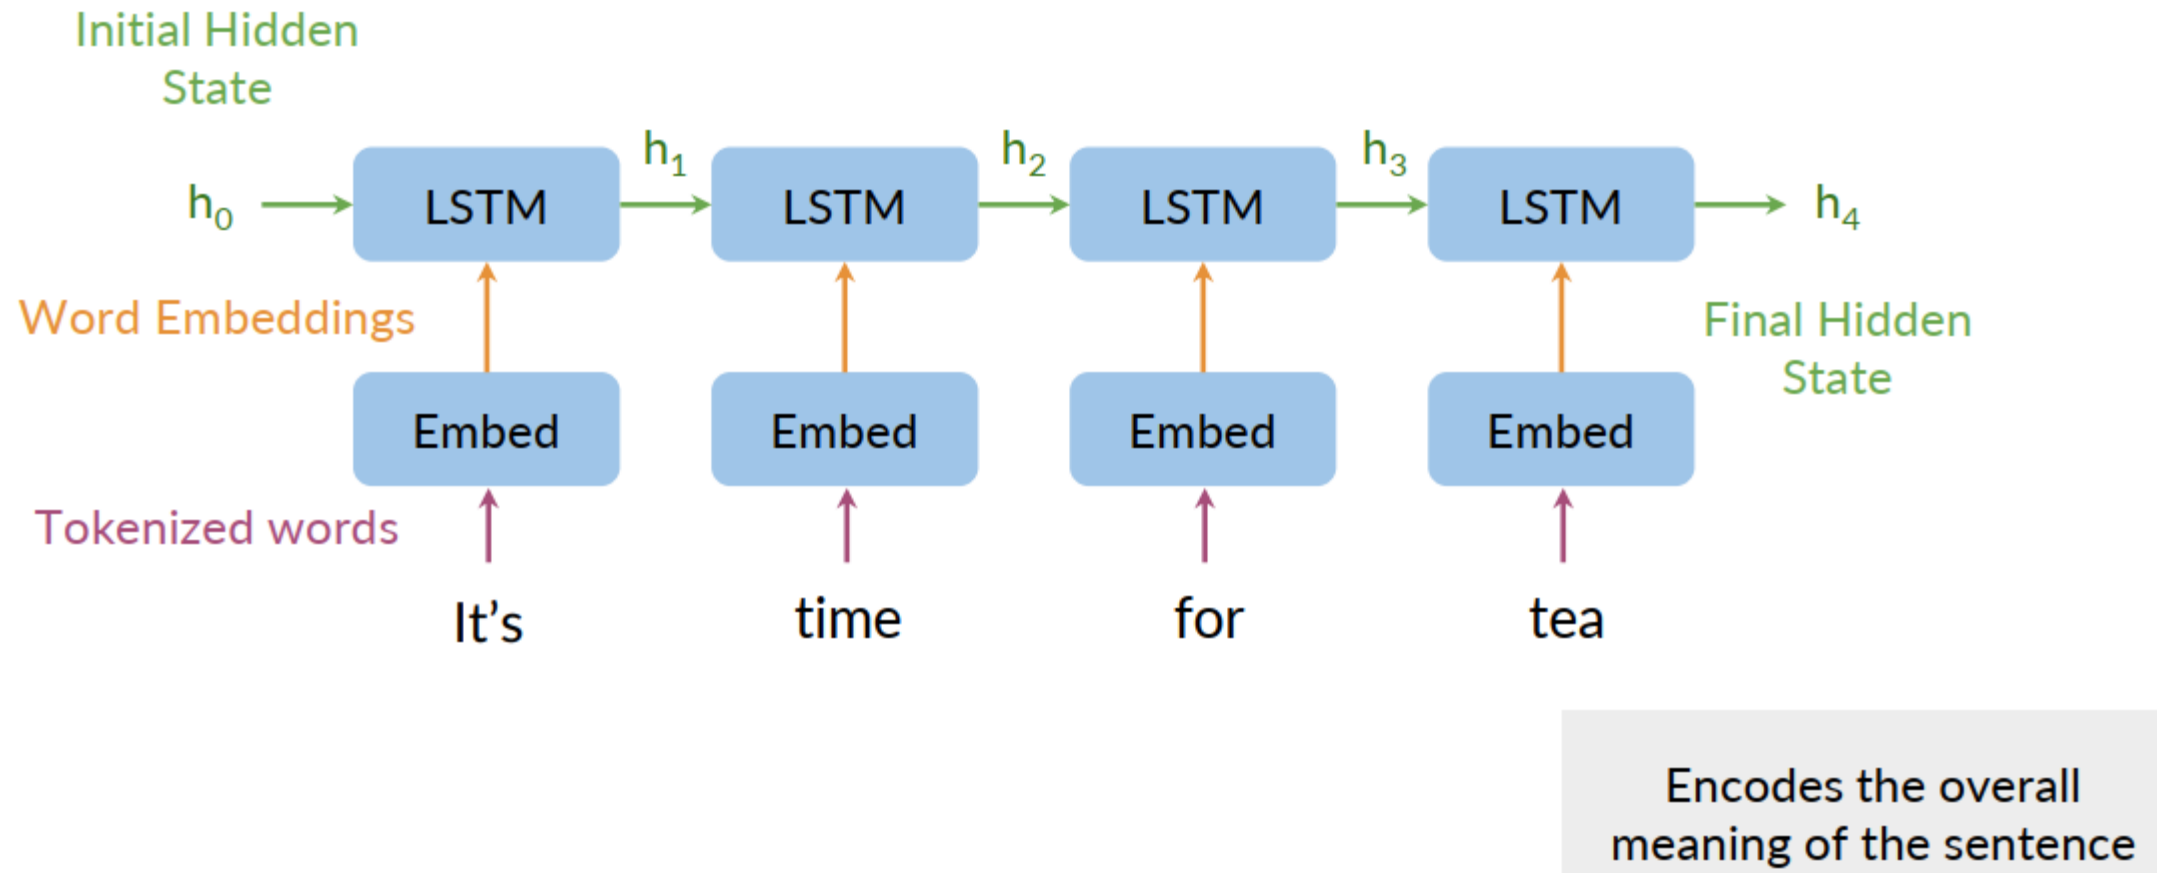 Initial Hidden
State
h₁
h₂
h₃
h₀
LSTM
LSTM
LSTM
LSTM
h₄
Word Embeddings
Final Hidden
State
Embed
Embed
Embed
Embed
Tokenized words
It’s
time
for
tea
Encodes the overall
meaning of the sentence